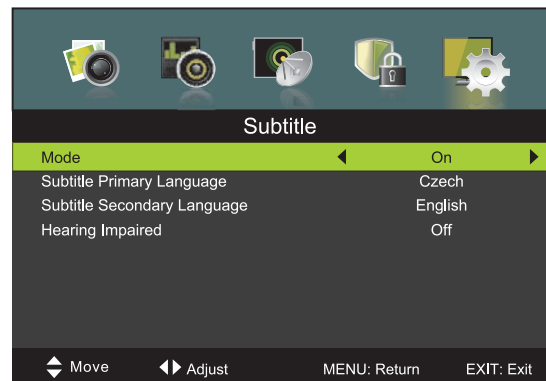 Subtitle
Mode On
Subtitle Primary Language Czech
Subtitle Secondary Language English
Hearing Impaired Off
Move Adjust MENU: Return EXIT: Exit